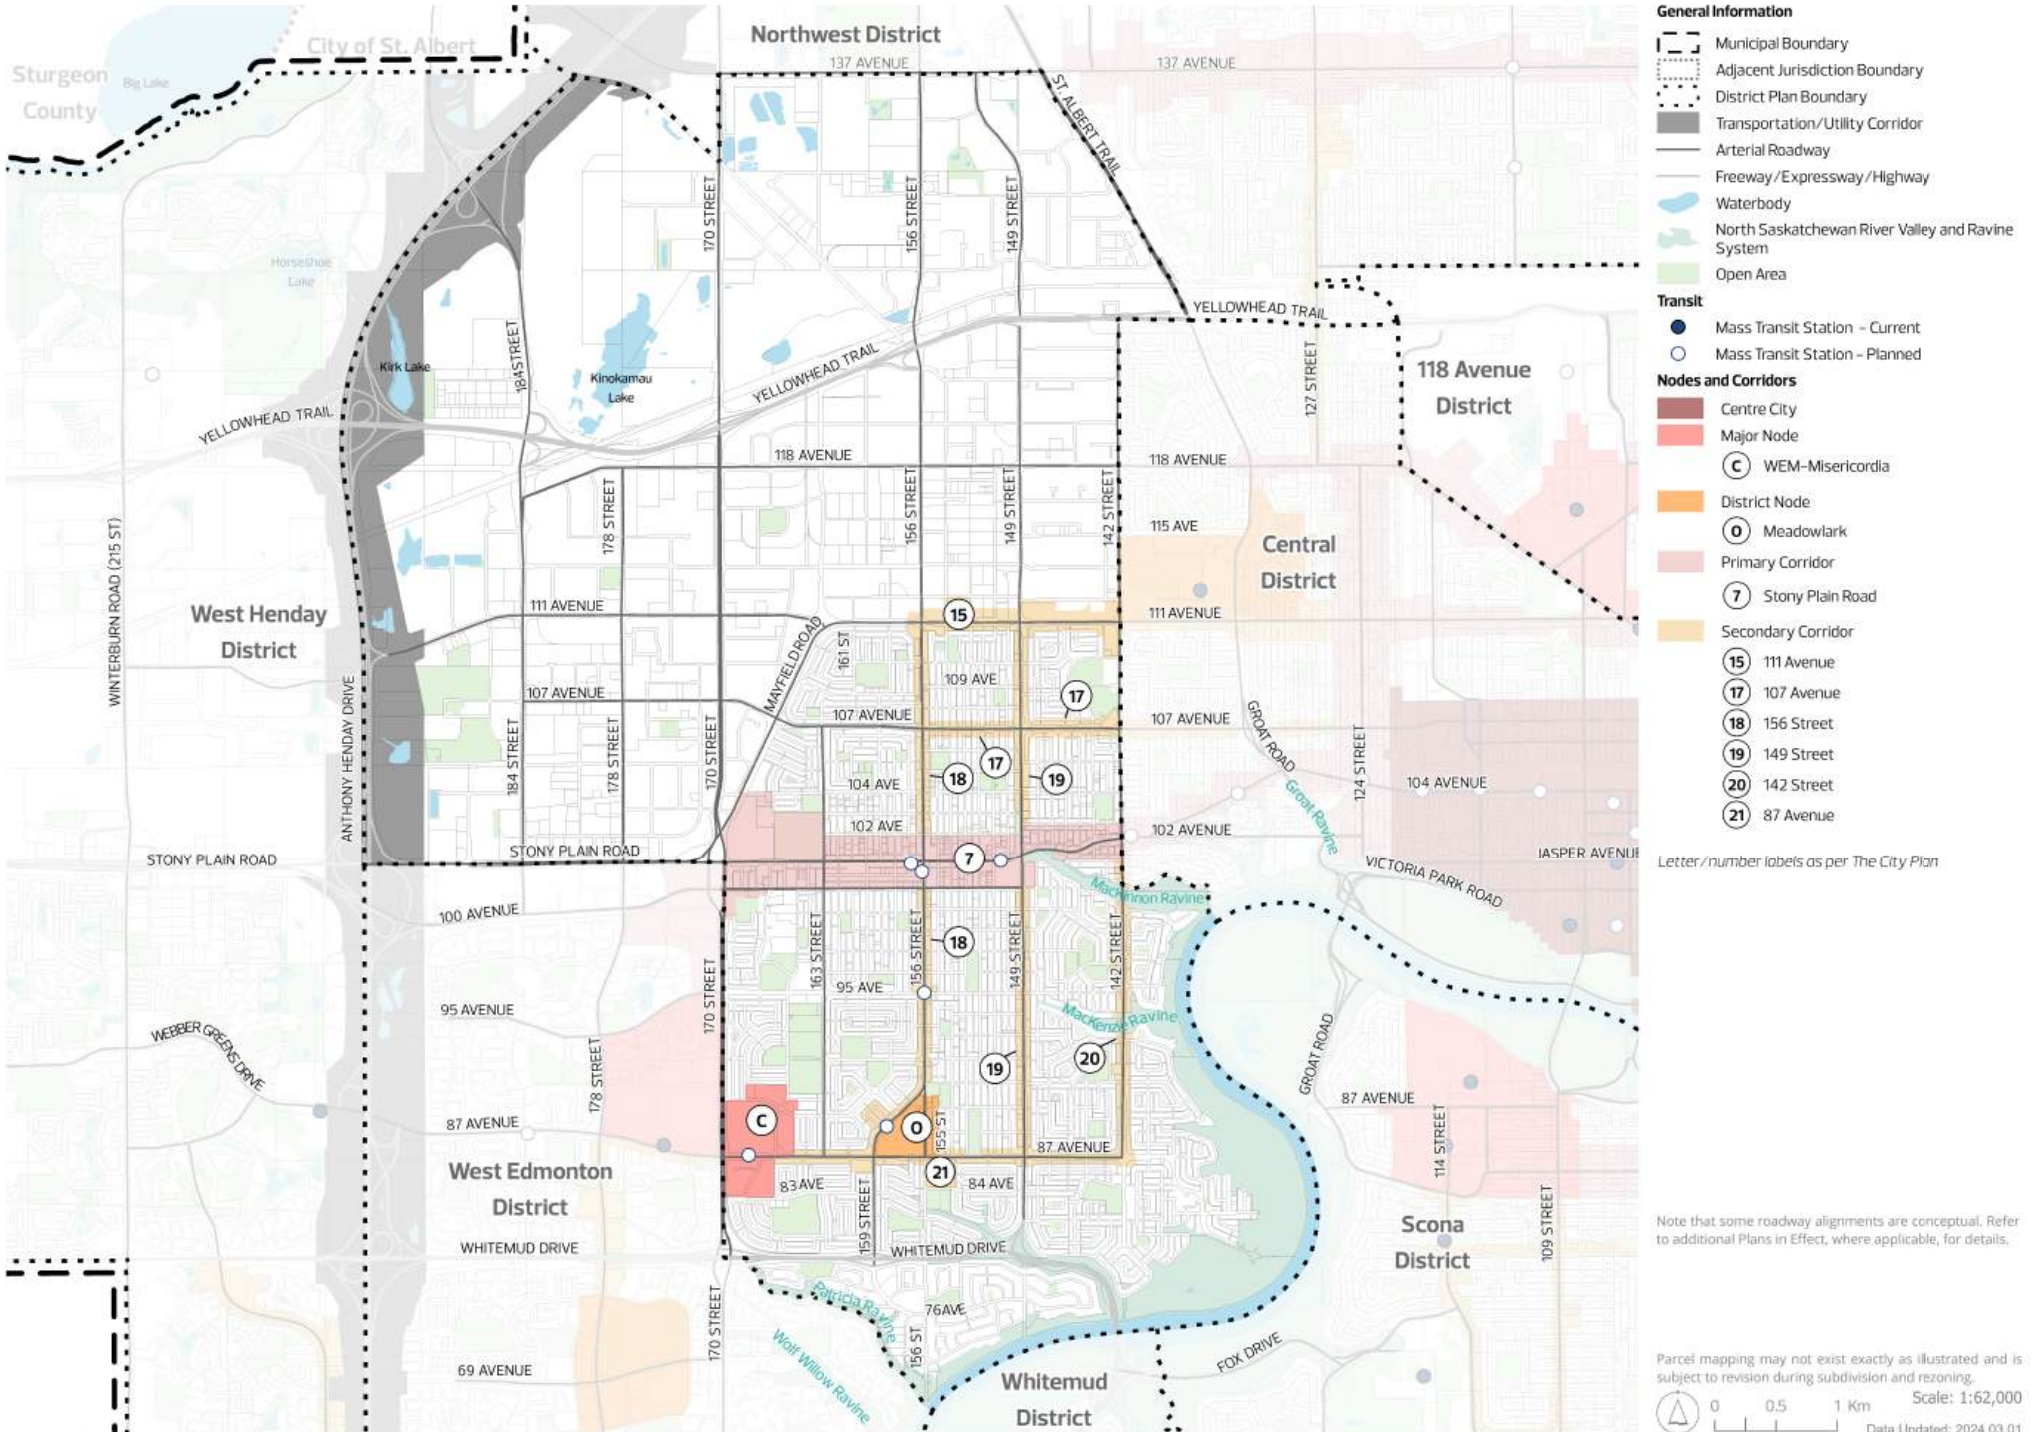 City of St. Albert
Northwest District
Sturgeon
County
Big Lake
137 AVENUE
137 AVENUE
ST. ALBERT TRAIL
170 STREET
156 STREET
149 STREET
Horseshoe
Lake
YELLOWHEAD TRAIL
184STREET
127 STREET
Kirk Lake
Kinokamau
Lake
YELLOWHEAD TRAIL
118 Avenue
District
YELLOWHEAD TRAIL
118 AVENUE
118 AVENUE
178 STREET
156 STREET
149 STREET
142 STREET
115 AVE
Central
District
WINTERBURN ROAD (215 ST)
West Henday
District
111 AVENUE
15
111 AVENUE
MAYFIELD ROAD
161 ST
109 AVE
17
107 AVENUE
107 AVENUE
107 AVENUE
ANTHONY HENDAY DRIVE
184 STREET
178 STREET
170 STREET
GROAT ROAD
124 STREET
17
18
19
104 AVE
104 AVENUE
Groat Ravine
102 AVE
102 AVENUE
STONY PLAIN ROAD
STONY PLAIN ROAD
7
JASPER AVENUE
VICTORIA PARK ROAD
MacKinnon Ravine
100 AVENUE
163 STREET
156 STREET
18
149 STREET
142 STREET
170 STREET
95 AVE
95 AVENUE
MacKenzie Ravine
WEBBER GREENS DRIVE
178 STREET
19
20
GROAT ROAD
87 AVENUE
87 AVENUE
C
O
155 ST
87 AVENUE
114 STREET
West Edmonton
District
83 AVE
21
84 AVE
159 STREET
Scona
District
109 STREET
WHITEMUD DRIVE
WHITEMUD DRIVE
Patricia Ravine
76AVE
170 STREET
Wolf Willow Ravine
156 ST
69 AVENUE
Whitemud
District
FOX DRIVE
General Information
Municipal Boundary
Adjacent Jurisdiction Boundary
District Plan Boundary
Transportation/Utility Corridor
Arterial Roadway
Freeway/Expressway/Highway
Waterbody
North Saskatchewan River Valley and Ravine
System
Open Area
Transit
Mass Transit Station - Current
Mass Transit Station - Planned
Nodes and Corridors
Centre City
Major Node
C WEM-Misericordia
District Node
O Meadowlark
Primary Corridor
7 Stony Plain Road
Secondary Corridor
15 111 Avenue
17 107 Avenue
18 156 Street
19 149 Street
20 142 Street
21 87 Avenue
Letter/number labels as per The City Plan
Note that some roadway alignments are conceptual. Refer
to additional Plans in Effect, where applicable, for details.
Parcel mapping may not exist exactly as illustrated and is
subject to revision during subdivision and rezoning.
0 0.5 1 Km
Scale: 1:62,000
Data Updated: 2024.03.01